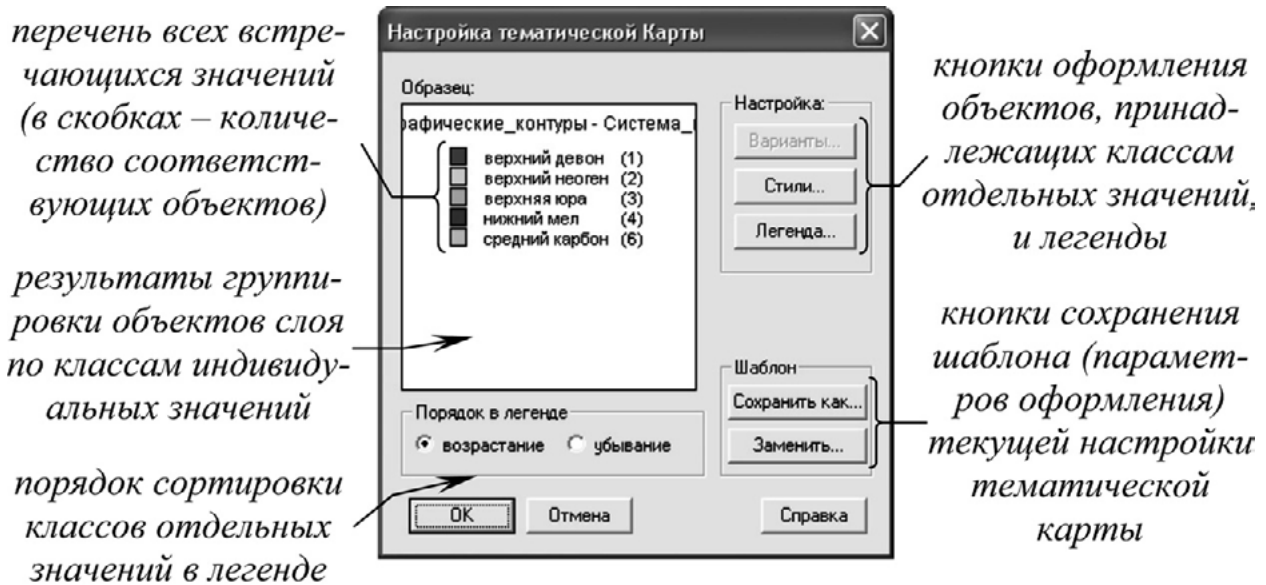 перечень всех встре-
чающихся значений
(в скобках – количе-
ство соответст-
вующих объектов)
результаты группи-
ровки объектов слоя
по классам индивиду-
альных значений
порядок сортировки
классов отдельных
значений в легенде
Настройка тематической Карты
Образец:
рафические_контуры - Система_
верхний девон (1)
верхний неоген (2)
верхняя юра (3)
нижний мел (4)
средний карбон (6)
Порядок в легенде
возрастание убывание
OK Отмена Справка
Настройка:
Варианты...
Стили...
Легенда...
Шаблон
Сохранить как...
Заменить...
кнопки оформления
объектов, принад-
лежащих классам
отдельных значений,
и легенды
кнопки сохранения
шаблона (парамет-
ров оформления)
текущей настройки
тематической
карты